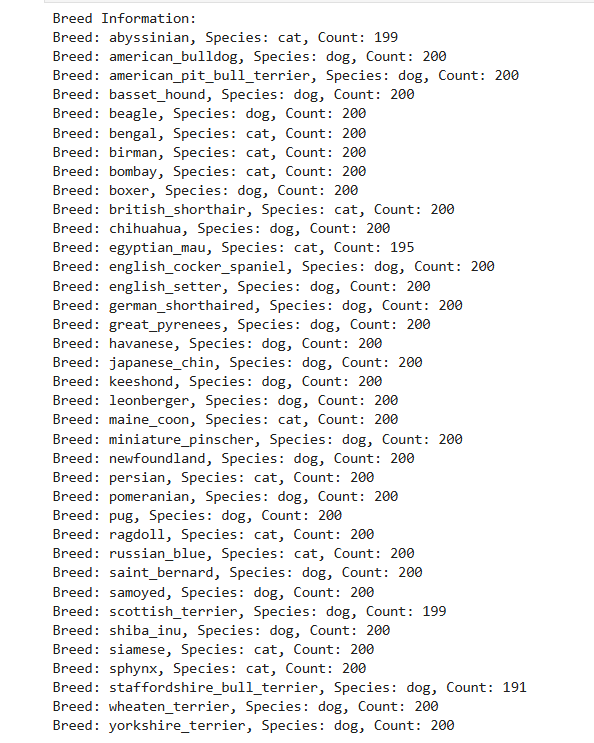 Breed Information:
Breed: abyssinian, Species: cat, Count: 199
Breed: american_bulldog, Species: dog, Count: 200
Breed: american_pit_bull_terrier, Species: dog, Count: 200
Breed: basset_hound, Species: dog, Count: 200
Breed: beagle, Species: dog, Count: 200
Breed: bengal, Species: cat, Count: 200
Breed: birman, Species: cat, Count: 200
Breed: bombay, Species: cat, Count: 200
Breed: boxer, Species: dog, Count: 200
Breed: british_shorthair, Species: cat, Count: 200
Breed: chihuahua, Species: dog, Count: 200
Breed: egyptian_mau, Species: cat, Count: 195
Breed: english_cocker_spaniel, Species: dog, Count: 200
Breed: english_setter, Species: dog, Count: 200
Breed: german_shorthaired, Species: dog, Count: 200
Breed: great_pyrenees, Species: dog, Count: 200
Breed: havanese, Species: dog, Count: 200
Breed: japanese_chin, Species: dog, Count: 200
Breed: keeshond, Species: dog, Count: 200
Breed: leonberger, Species: dog, Count: 200
Breed: maine_coon, Species: cat, Count: 200
Breed: miniature_pinscher, Species: dog, Count: 200
Breed: newfoundland, Species: dog, Count: 200
Breed: persian, Species: cat, Count: 200
Breed: pomeranian, Species: dog, Count: 200
Breed: pug, Species: dog, Count: 200
Breed: ragdoll, Species: cat, Count: 200
Breed: russian_blue, Species: cat, Count: 200
Breed: saint_bernard, Species: dog, Count: 200
Breed: samoyed, Species: dog, Count: 200
Breed: scottish_terrier, Species: dog, Count: 199
Breed: shiba_inu, Species: dog, Count: 200
Breed: siamese, Species: cat, Count: 200
Breed: sphynx, Species: cat, Count: 200
Breed: staffordshire_bull_terrier, Species: dog, Count: 191
Breed: wheaten_terrier, Species: dog, Count: 200
Breed: yorkshire_terrier, Species: dog, Count: 200